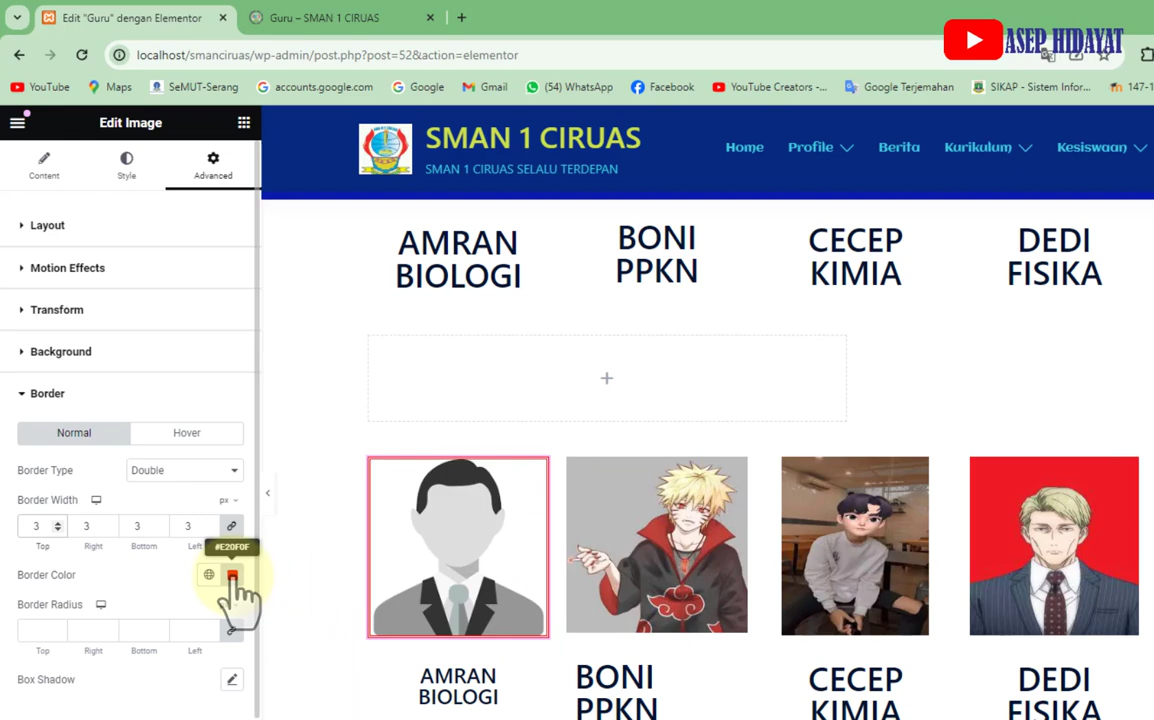 Edit "Guru" dengan Elementor
Guru – SMAN 1 CIRUAS
localhost/smanciruas/wp-admin/post.php?post=52&action=elementor
ASEP HIDAYAT
YouTube
Maps
SeMUT-Serang
accounts.google.com
Google
Gmail
(54) WhatsApp
Facebook
YouTube Creators -...
Google Terjemahan
SIKAP - Sistem Infor...
147-1
Edit Image
Content
Style
Advanced
Layout
Motion Effects
Transform
Background
Border
Normal
Hover
Border Type
Double
Border Width
px
3
3
3
3
Top
Right
Bottom
Left
#E20F0F
Border Color
Border Radius
Top
Right
Bottom
Left
Box Shadow
SMAN 1 CIRUAS
SMAN 1 CIRUAS SELALU TERDEPAN
Home
Profile
Berita
Kurikulum
Kesiswaan
AMRAN
BIOLOGI
BONI
PPKN
CECEP
KIMIA
DEDI
FISIKA
AMRAN
BIOLOGI
BONI
PPKN
CECEP
KIMIA
DEDI
FISIKA